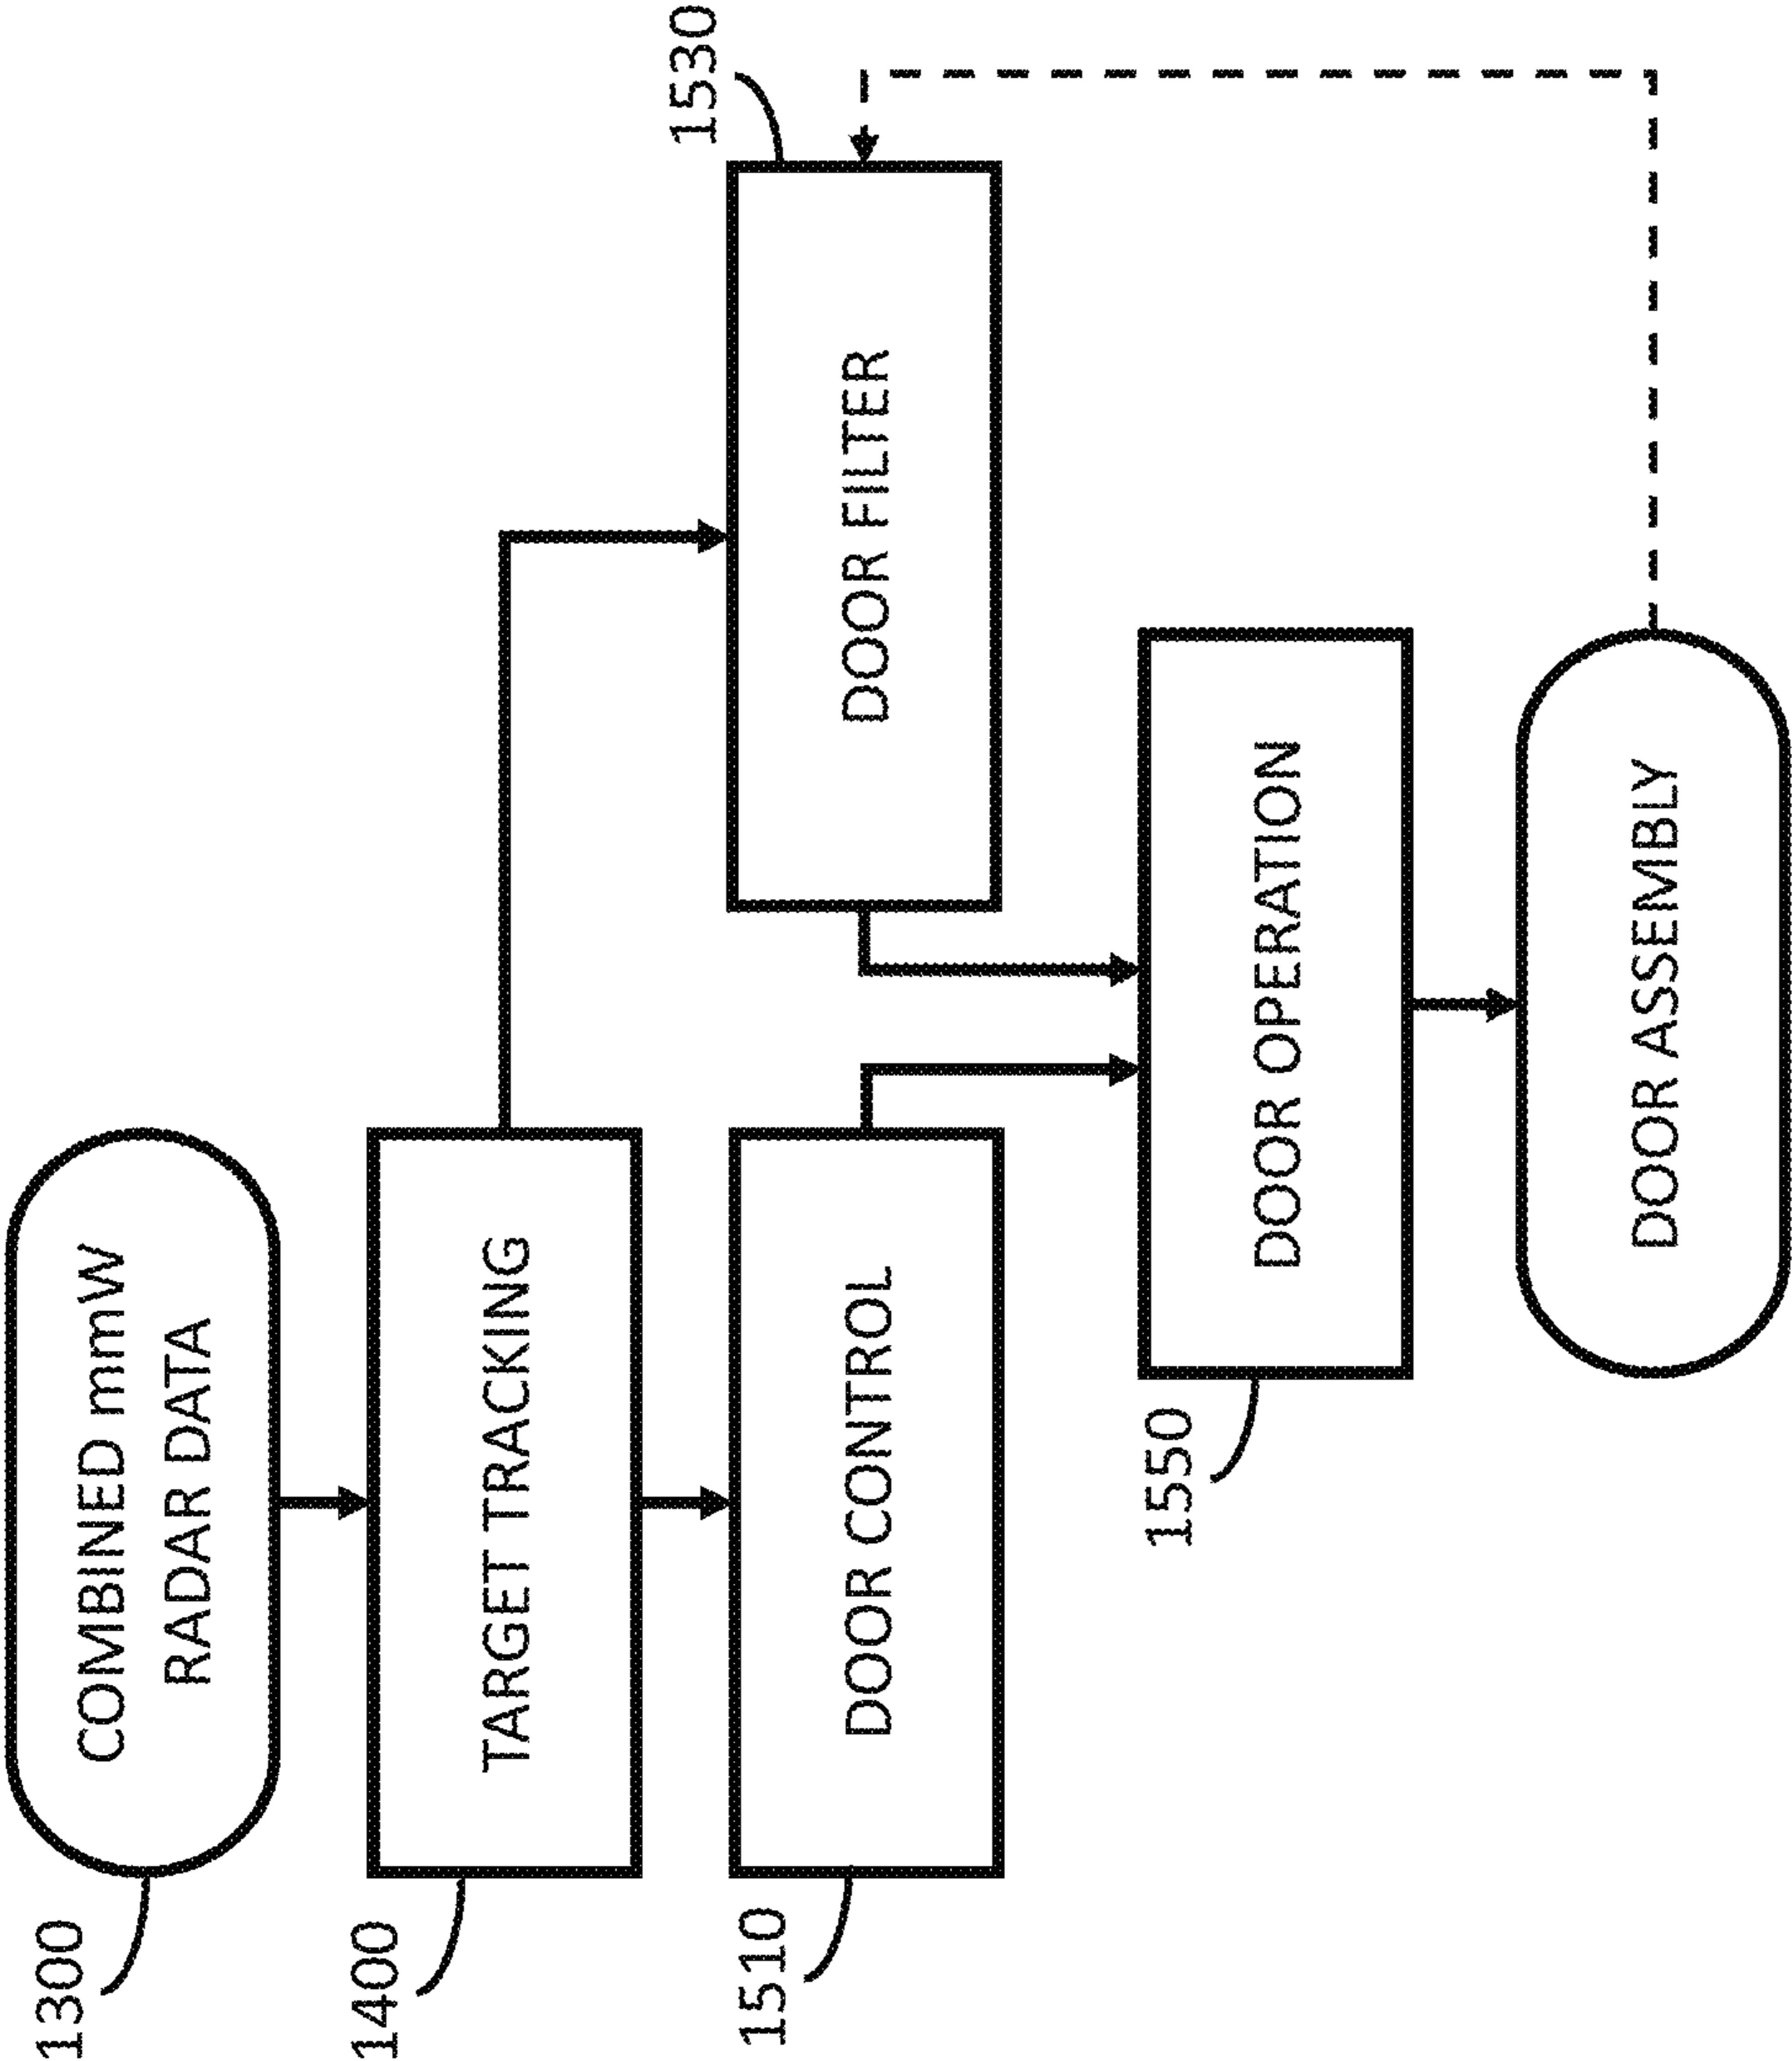 1300
COMBINED mmW
RADAR DATA
1400
TARGET TRACKING
1510
DOOR CONTROL
1530
DOOR FILTER
1550
DOOR OPERATION
DOOR ASSEMBLY